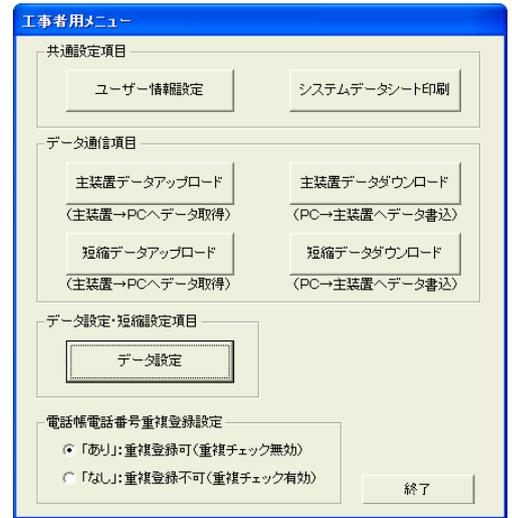 工事者用メニュー
共通設定項目
ユーザー情報設定
システムデータシート印刷
データ通信項目
主装置データアップロード
主装置データダウンロード
(主装置→PCへデータ取得)
(PC→主装置へデータ書込)
短縮データアップロード
短縮データダウンロード
(主装置→PCへデータ取得)
(PC→主装置へデータ書込)
データ設定・短縮設定項目
データ設定
電話帳電話番号重複登録設定
「あり」:重複登録可(重複チェック無効)
「なし」:重複登録不可(重複チェック有効)
終了